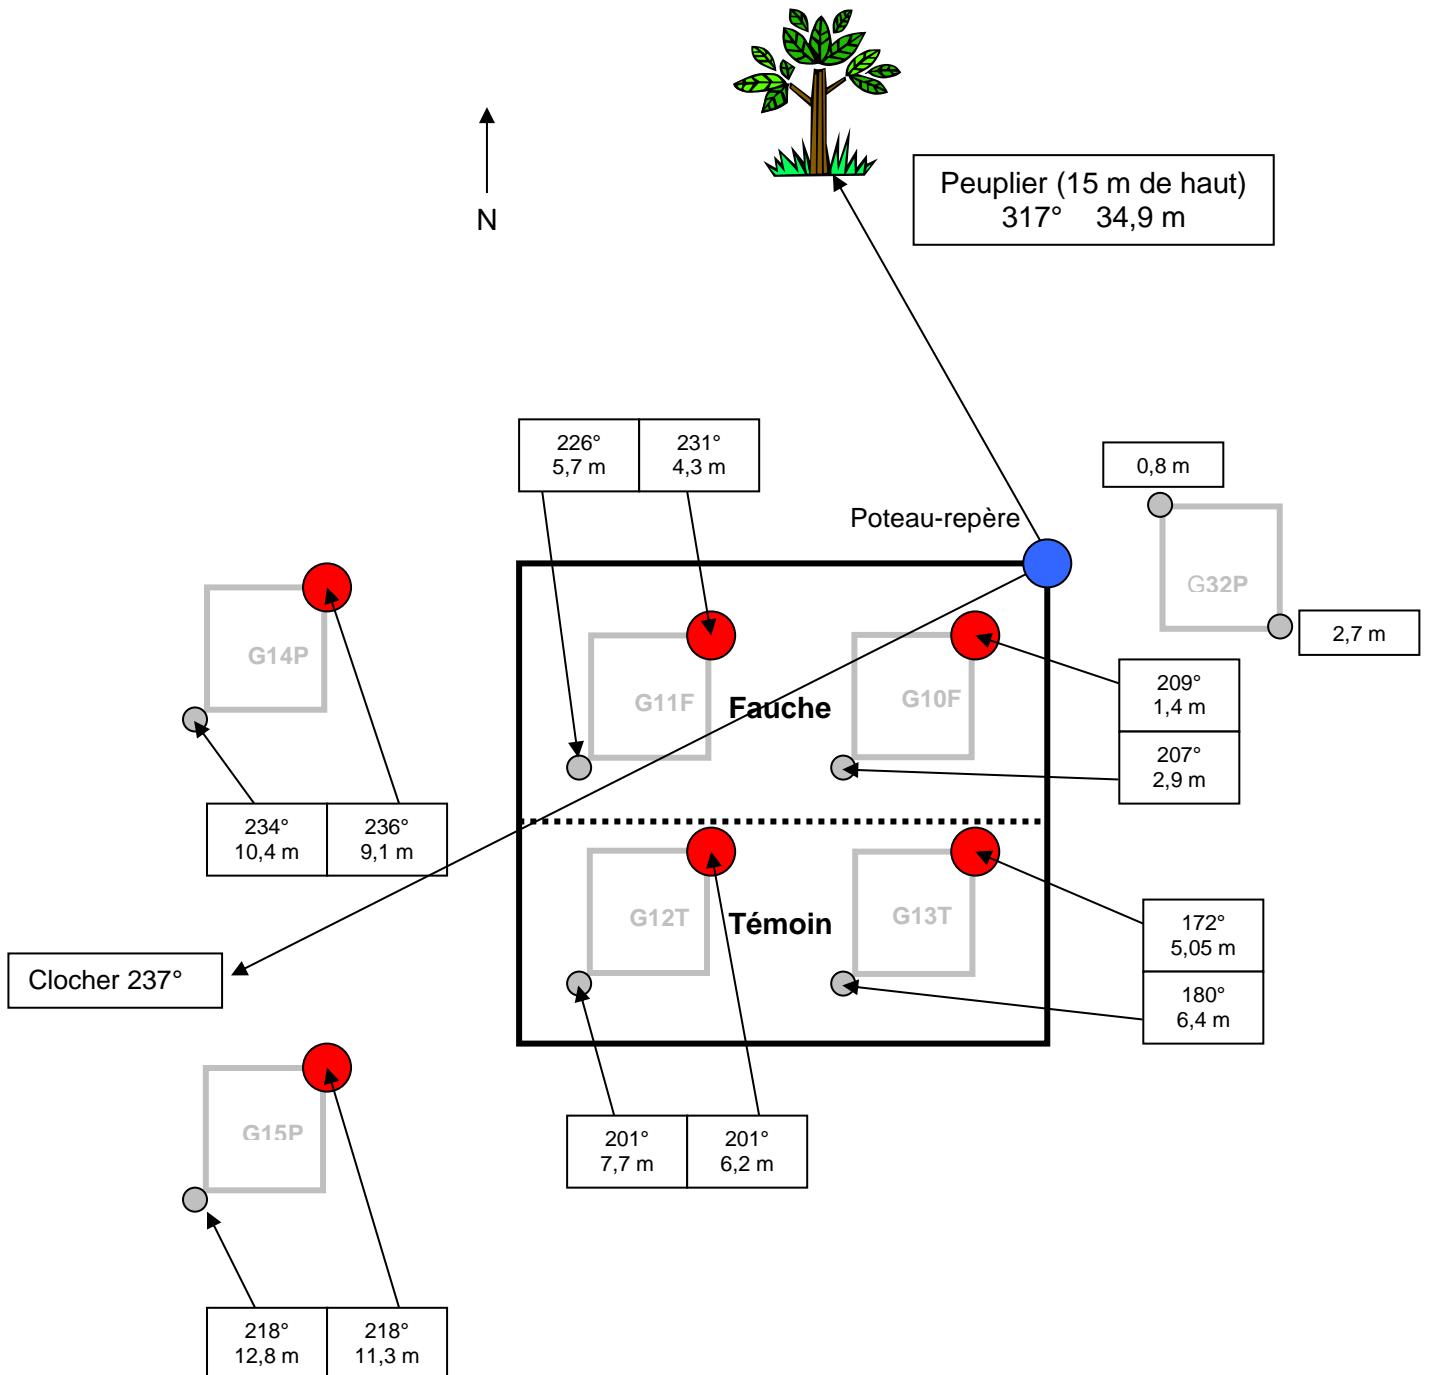 N
Peuplier (15 m de haut)
317° 34,9 m
226°
5,7 m
231°
4,3 m
0,8 m
Poteau-repère
G32P
2,7 m
G14P
G11F
Fauche
G10F
209°
1,4 m
207°
2,9 m
234°
10,4 m
236°
9,1 m
G12T
Témoin
G13T
172°
5,05 m
180°
6,4 m
Clocher 237°
G15P
201°
7,7 m
201°
6,2 m
218°
12,8 m
218°
11,3 m